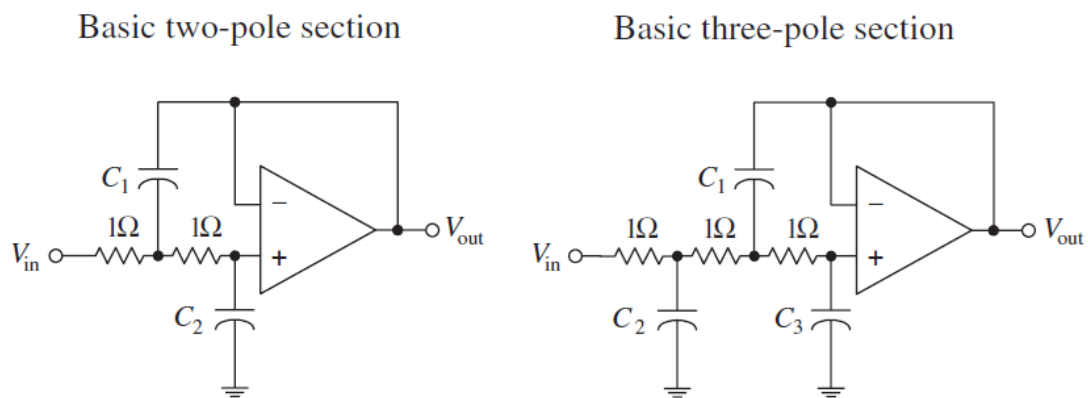 Basic two-pole section
C₁
1Ω 1Ω
Vin
−
+
Vout
C₂
Basic three-pole section
C₁
1Ω 1Ω 1Ω
Vin
−
+
Vout
C₂ C₃